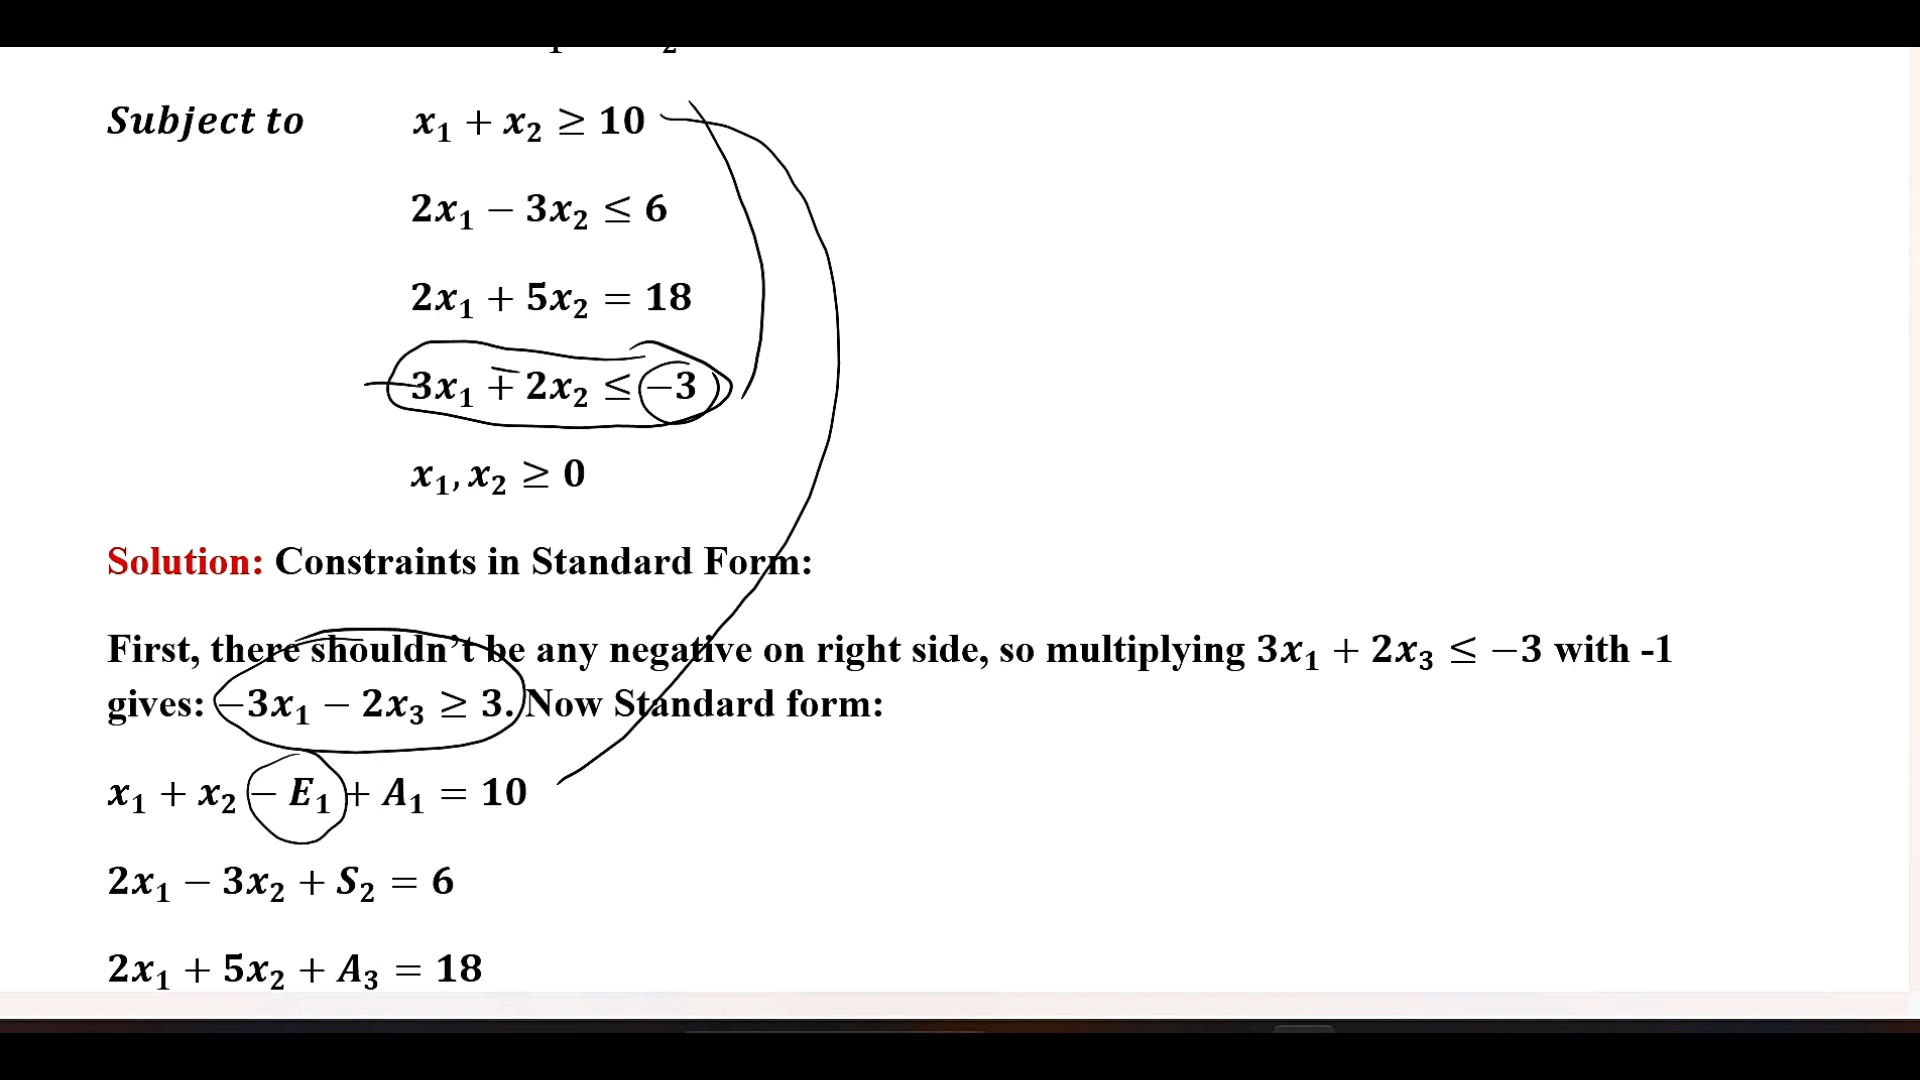 Subject to x₁ + x₂ ≥ 10
2x₁ − 3x₂ ≤ 6
2x₁ + 5x₂ = 18
3x₁ + 2x₂ ≤ −3
x₁, x₂ ≥ 0
Solution: Constraints in Standard Form:
First, there shouldn’t be any negative on right side, so multiplying 3x₁ + 2x₃ ≤ −3 with -1
gives: −3x₁ − 2x₃ ≥ 3. Now Standard form:
x₁ + x₂ − E₁ + A₁ = 10
2x₁ − 3x₂ + S₂ = 6
2x₁ + 5x₂ + A₃ = 18